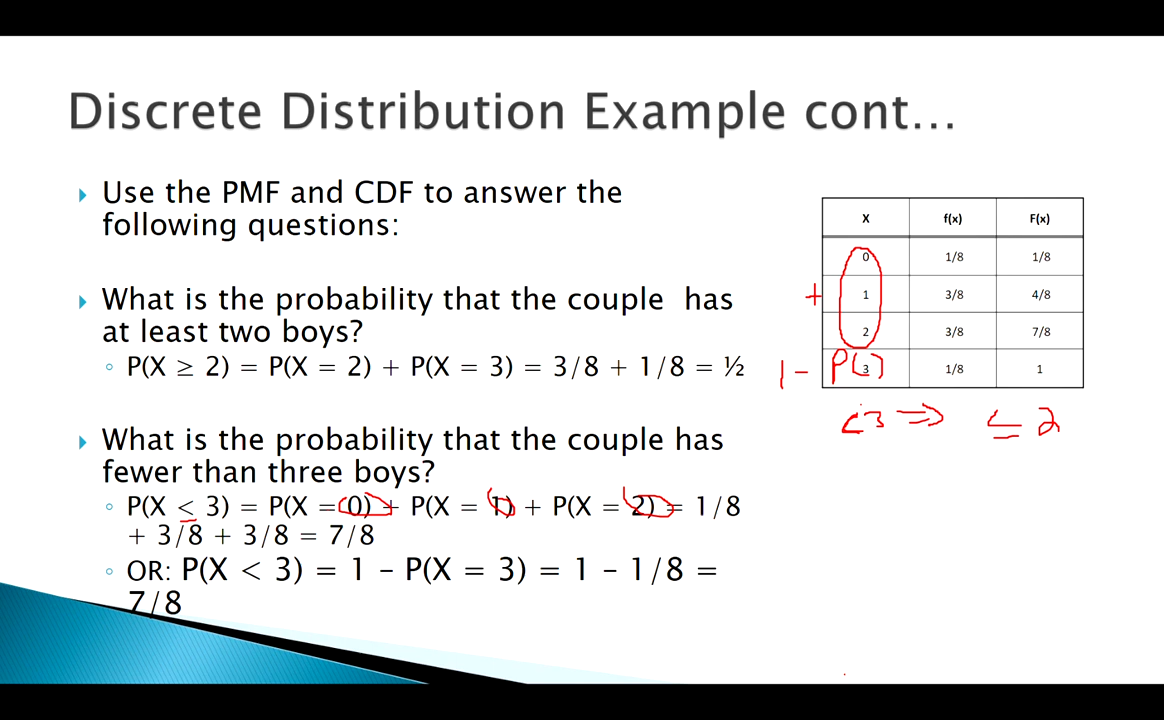 Discrete Distribution Example cont…
Use the PMF and CDF to answer the
following questions:
What is the probability that the couple has
at least two boys?
P(X ≥ 2) = P(X = 2) + P(X = 3) = 3/8 + 1/8 = ½
What is the probability that the couple has
fewer than three boys?
P(X < 3) = P(X = 0) + P(X = 1) + P(X = 2) = 1/8
+ 3/8 + 3/8 = 7/8
OR: P(X < 3) = 1 − P(X = 3) = 1 − 1/8 =
7/8
X f(x) F(x)
0 1/8 1/8
+ 1 3/8 4/8
2 3/8 7/8
1 - P( ) 3 1/8 1
<3 ⇒ ≤ 2